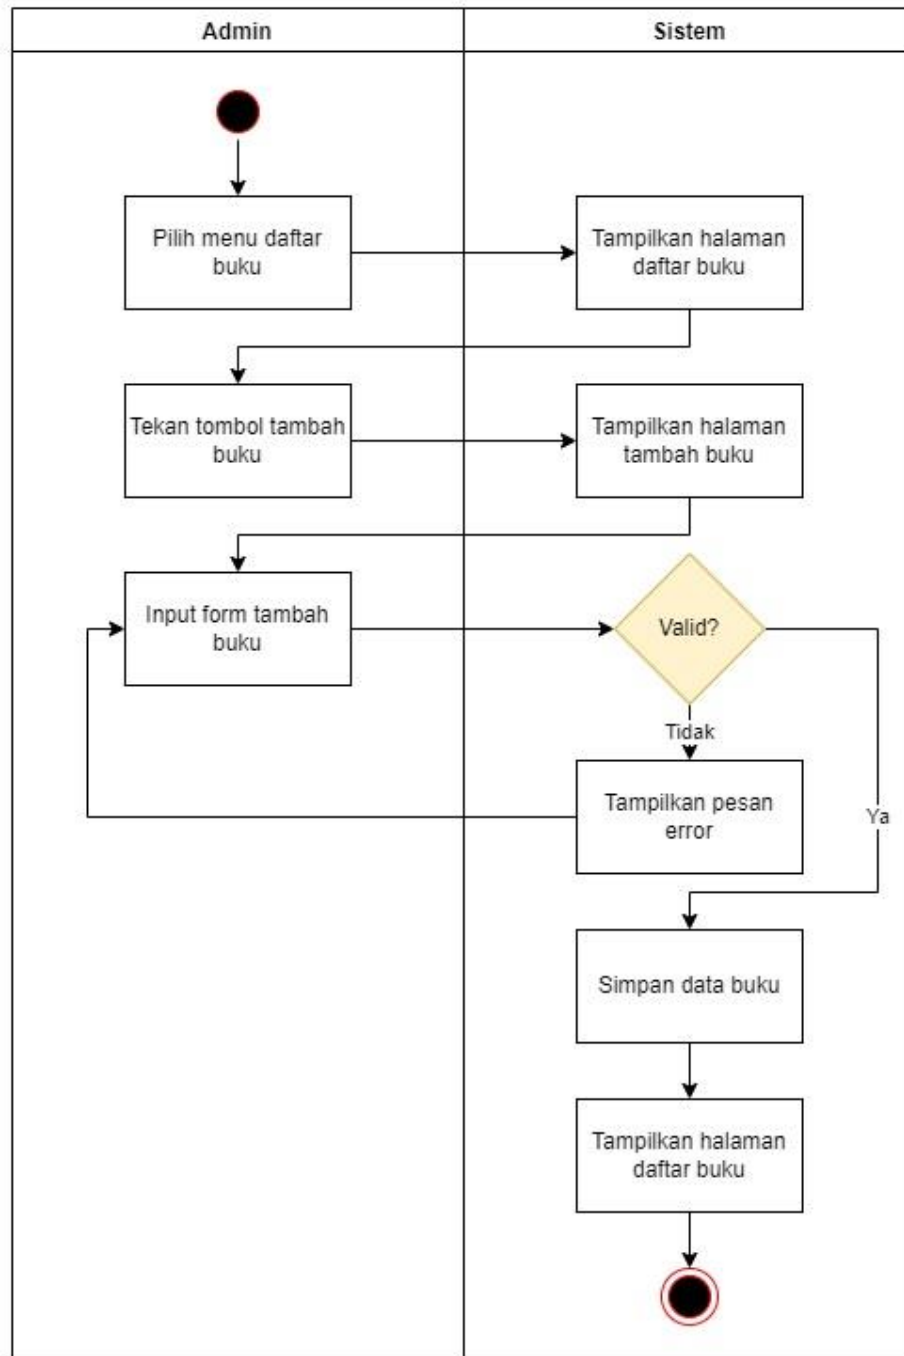 Admin
Sistem
Pilih menu daftar
buku
Tampilkan halaman
daftar buku
Tekan tombol tambah
buku
Tampilkan halaman
tambah buku
Input form tambah
buku
Valid?
Tidak
Tampilkan pesan
error
Ya
Simpan data buku
Tampilkan halaman
daftar buku